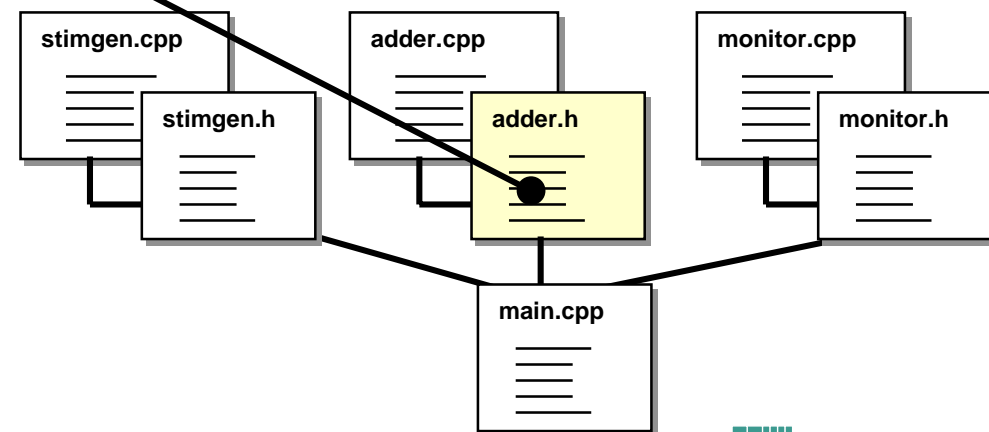 stimgen.cpp
adder.cpp
monitor.cpp
stimgen.h
adder.h
monitor.h
main.cpp